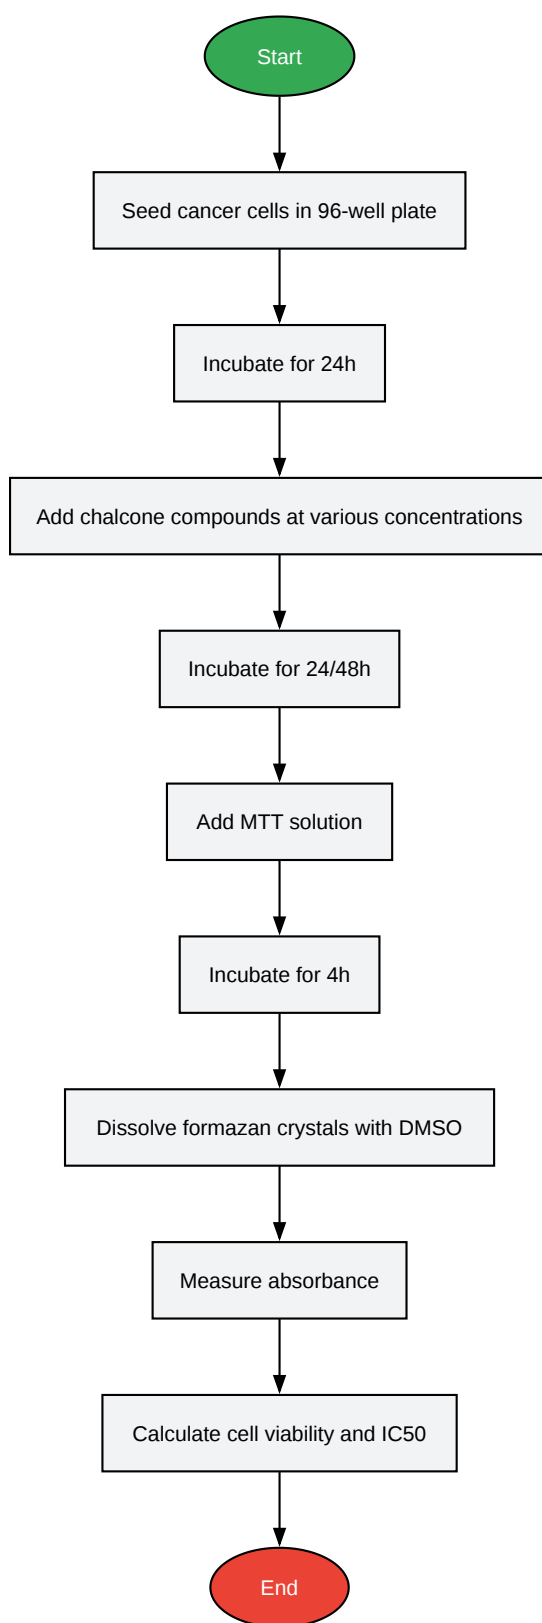 Start
Seed cancer cells in 96-well plate
Incubate for 24h
Add chalcone compounds at various concentrations
Incubate for 24/48h
Add MTT solution
Incubate for 4h
Dissolve formazan crystals with DMSO
Measure absorbance
Calculate cell viability and IC50
End